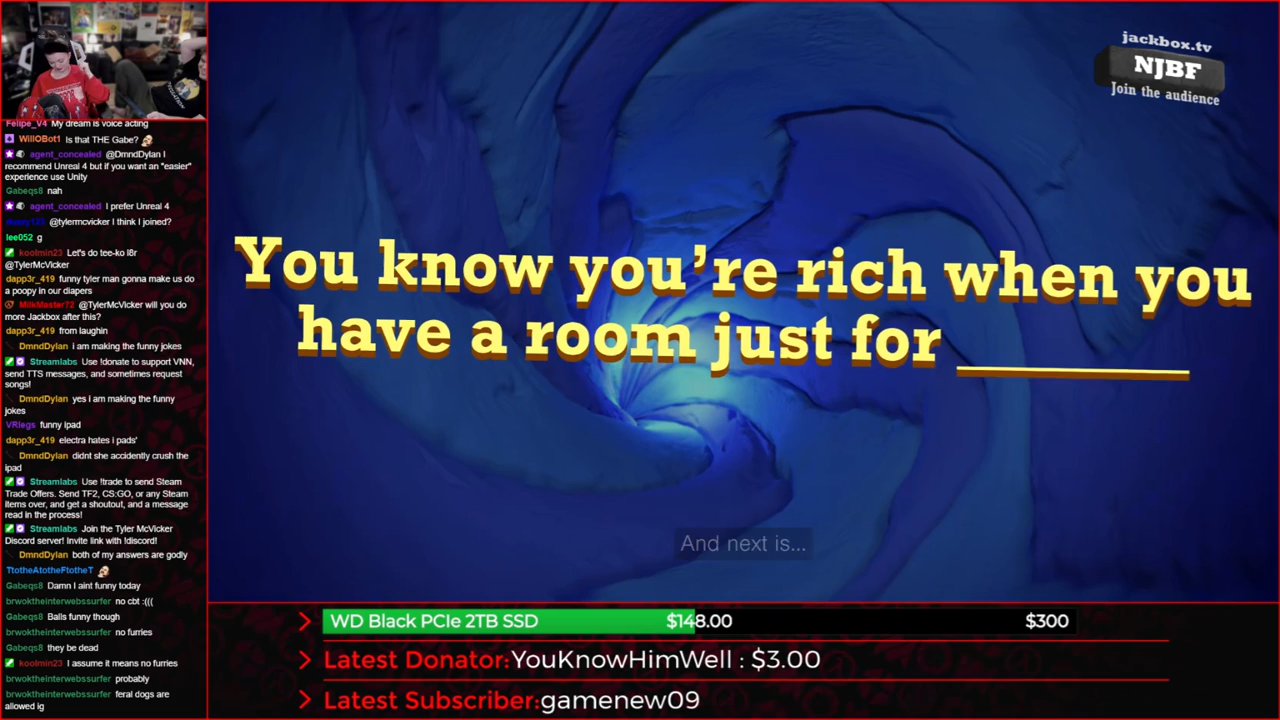 jackbox.tv
NJBF
Join the audience
Felipe_V4 My dream is voice acting
WillOBot1 Is that THE Gabe?
agent_concealed @DmndDylan I
recommend Unreal 4 but if you want an "easier"
experience use Unity
Gabeqs8 nah
agent_concealed I prefer Unreal 4
@tylermcvicker I think I joined?
lee052 g
koolmin23 Let's do tee-ko l8r
@TylerMcVicker
dapp3r_419 funny tyler man gonna make us do
a poopy in our diapers
MilkMaster72 @TylerMcVicker will you do
more Jackbox after this?
dapp3r_419 from laughin
DmndDylan i am making the funny jokes
Streamlabs Use !donate to support VNN,
send TTS messages, and sometimes request
songs!
DmndDylan yes i am making the funny
jokes
VRlegs funny ipad
dapp3r_419 electra hates i pads'
DmndDylan didnt she accidently crush the
ipad
Streamlabs Use !trade to send Steam
Trade Offers. Send TF2, CS:GO, or any Steam
items over, and get a shoutout, and a message
read in the process!
Streamlabs Join the Tyler McVicker
Discord server! Invite link with !discord!
DmndDylan both of my answers are godly
TtotheAtotheFtotheT
Gabeqs8 Damn I aint funny today
brwoktheinterwebssurfer no cbt :(((
Gabeqs8 Balls funny though
brwoktheinterwebssurfer no furries
Gabeqs8 they be dead
koolmin23 I assume it means no furries
brwoktheinterwebssurfer probably
brwoktheinterwebssurfer feral dogs are
allowed ig
You know you're rich when you
have a room just for ________
And next is...
WD Black PCIe 2TB SSD $148.00 $300
Latest Donator:YouKnowHimWell : $3.00
Latest Subscriber:gamenew09